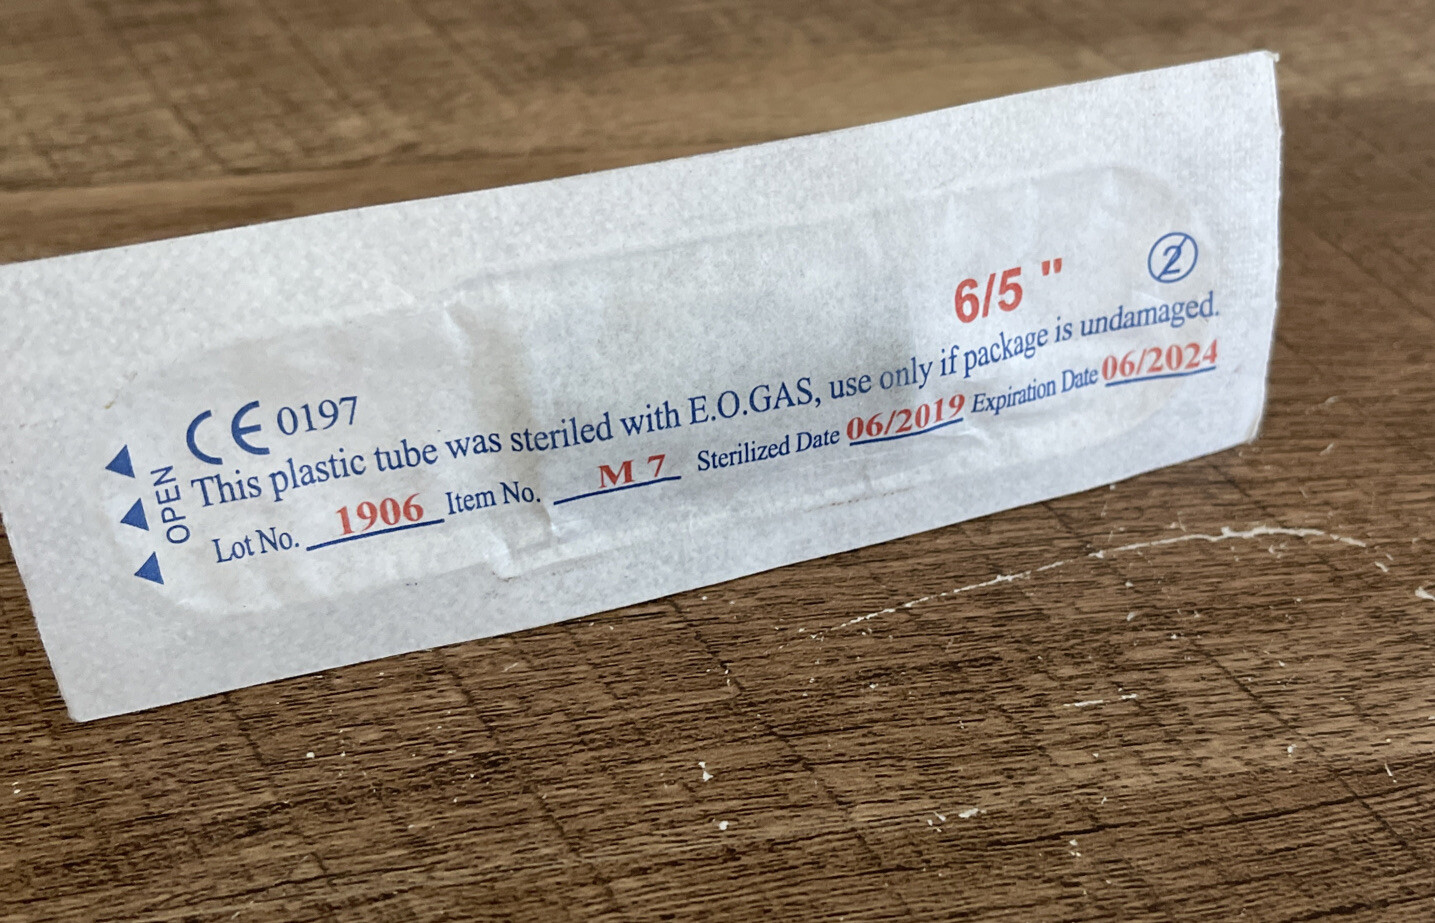 6/5 "
2
CE 0197
OPEN
This plastic tube was steriled with E.O.GAS, use only if package is undamaged.
Lot No. 1906 Item No. M 7 Sterilized Date 06/2019 Expiration Date 06/2024